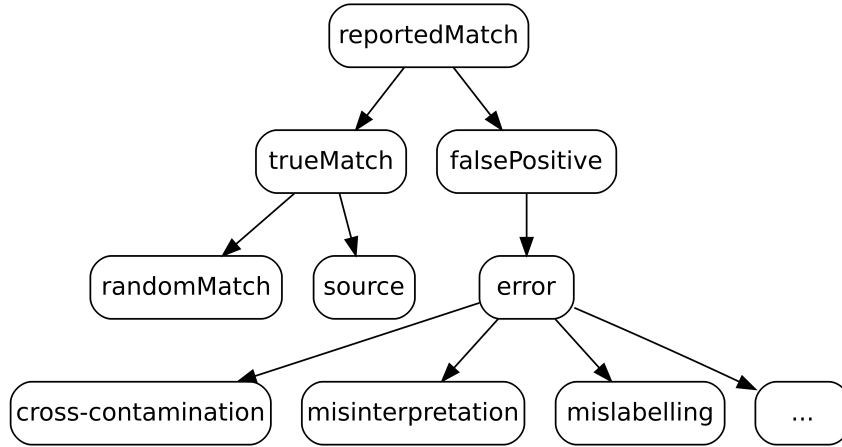 reportedMatch
trueMatch
falsePositive
randomMatch
source
error
cross-contamination
misinterpretation
mislabelling
...